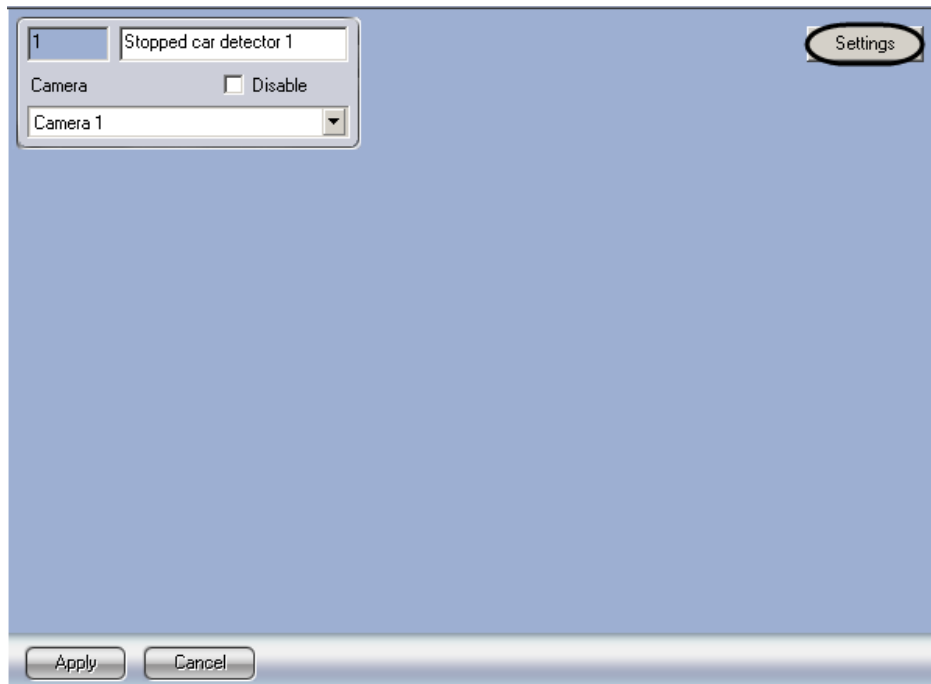 1 Stopped car detector 1
Settings
Camera Disable
Camera 1
Apply Cancel